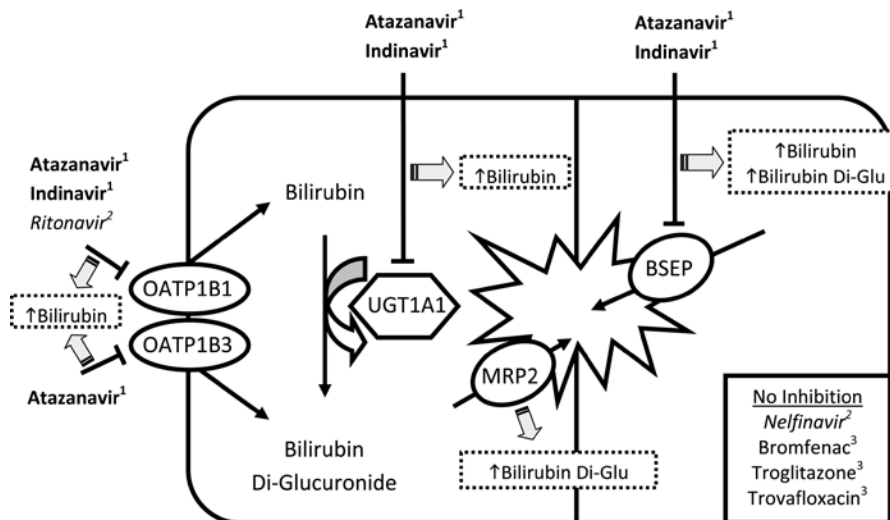 Atazanavir¹
Indinavir¹
Atazanavir¹
Indinavir¹
Atazanavir¹
Indinavir¹
Ritonavir²
Bilirubin
↑Bilirubin
↑Bilirubin
↑Bilirubin Di-Glu
OATP1B1
↑Bilirubin
OATP1B3
Atazanavir¹
UGT1A1
BSEP
MRP2
Bilirubin
Di-Glucuronide
↑Bilirubin Di-Glu
No Inhibition
Nelfinavir²
Bromfenac³
Troglitazone³
Trovafloxacin³